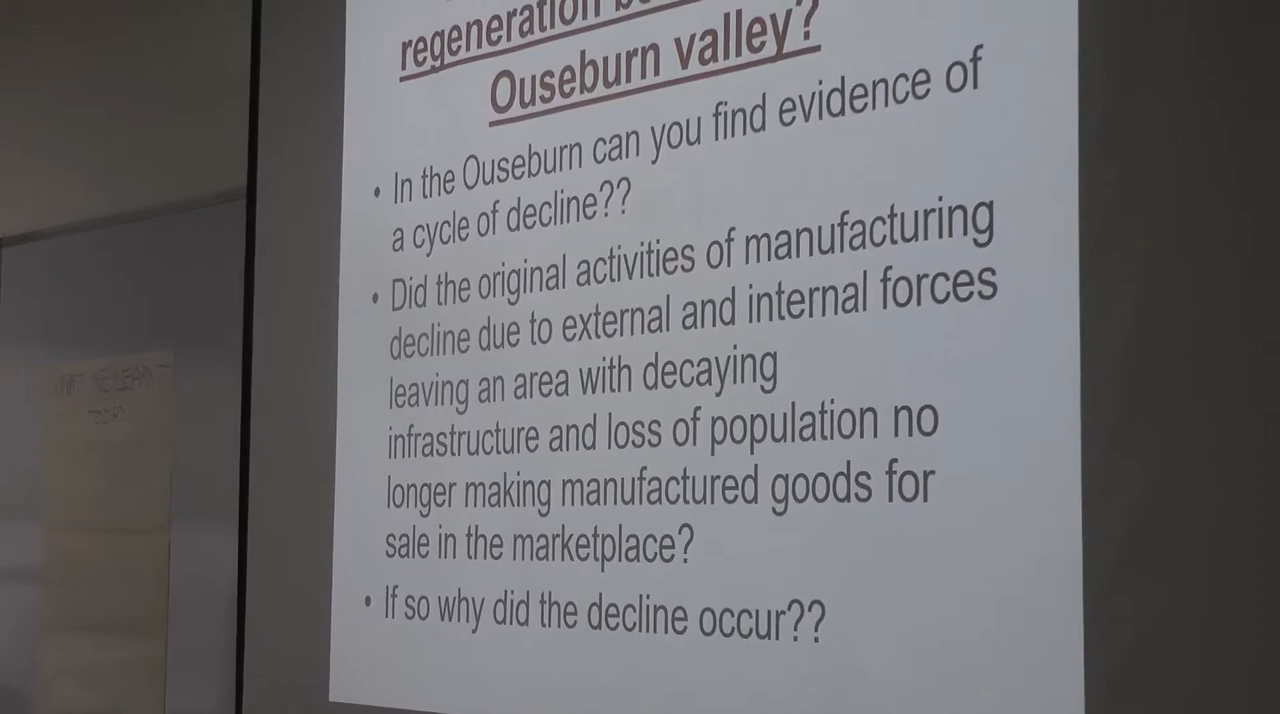 regeneration
Ouseburn valley?
• In the Ouseburn can you find evidence of
a cycle of decline??
• Did the original activities of manufacturing
decline due to external and internal forces
leaving an area with decaying
infrastructure and loss of population no
longer making manufactured goods for
sale in the marketplace?
• If so why did the decline occur??